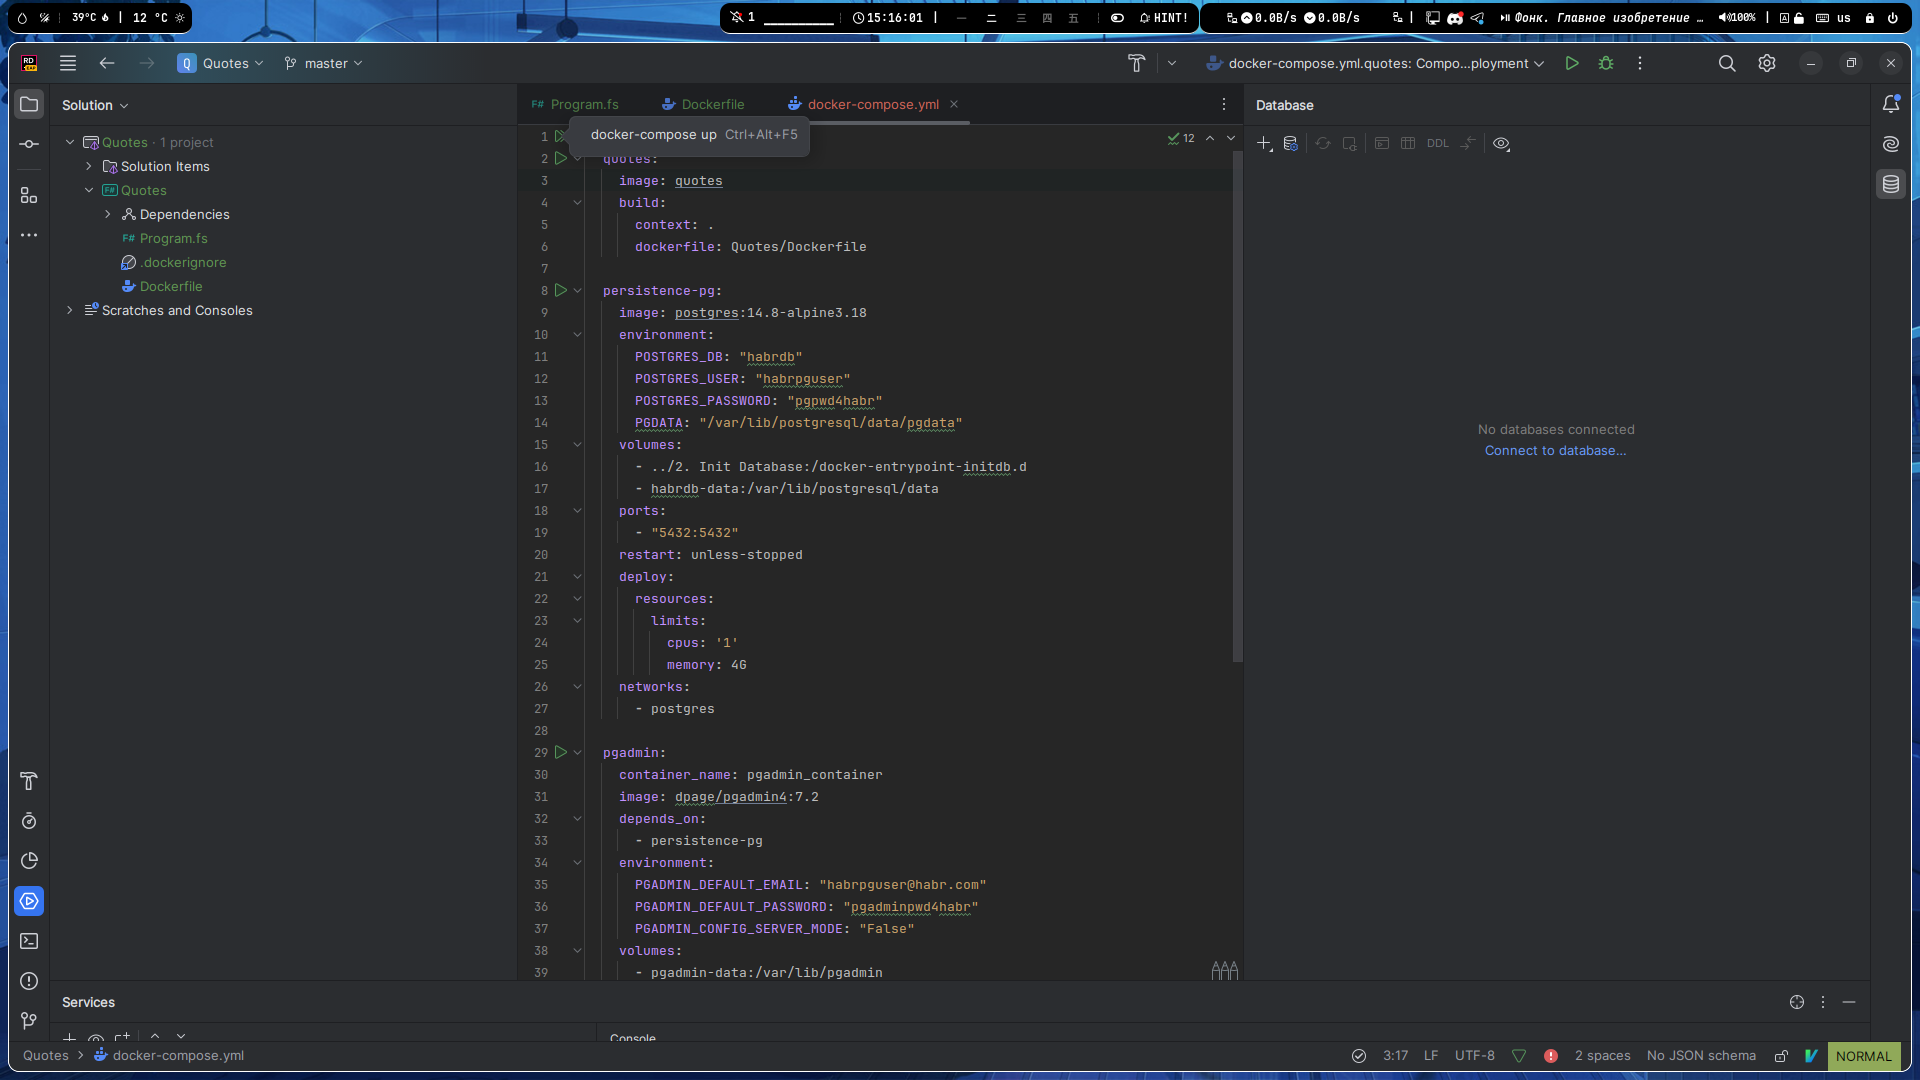 39°C
12 °C
1
15:16:01
一 二 三 四 五
HINT!
0.0B/s 0.0B/s
Фонк. Главное изобретение …
100%
us
Q Quotes
master
docker-compose.yml.quotes: Compo...ployment
Solution
Program.fs
Dockerfile
docker-compose.yml
Database
docker-compose up Ctrl+Alt+F5
12
DDL
Quotes · 1 project
Solution Items
Quotes
Dependencies
F# Program.fs
.dockerignore
Dockerfile
Scratches and Consoles
1
2 quotes:
3 image: quotes
4 build:
5 context: .
6 dockerfile: Quotes/Dockerfile
7
8 persistence-pg:
9 image: postgres:14.8-alpine3.18
10 environment:
11 POSTGRES_DB: "habrdb"
12 POSTGRES_USER: "habrpguser"
13 POSTGRES_PASSWORD: "pgpwd4habr"
14 PGDATA: "/var/lib/postgresql/data/pgdata"
15 volumes:
16 - ../2. Init Database:/docker-entrypoint-initdb.d
17 - habrdb-data:/var/lib/postgresql/data
18 ports:
19 - "5432:5432"
20 restart: unless-stopped
21 deploy:
22 resources:
23 limits:
24 cpus: '1'
25 memory: 4G
26 networks:
27 - postgres
28
29 pgadmin:
30 container_name: pgadmin_container
31 image: dpage/pgadmin4:7.2
32 depends_on:
33 - persistence-pg
34 environment:
35 PGADMIN_DEFAULT_EMAIL: "habrpguser@habr.com"
36 PGADMIN_DEFAULT_PASSWORD: "pgadminpwd4habr"
37 PGADMIN_CONFIG_SERVER_MODE: "False"
38 volumes:
39 - pgadmin-data:/var/lib/pgadmin
No databases connected
Connect to database...
Services
Console
Quotes > docker-compose.yml
3:17 LF UTF-8 2 spaces No JSON schema NORMAL